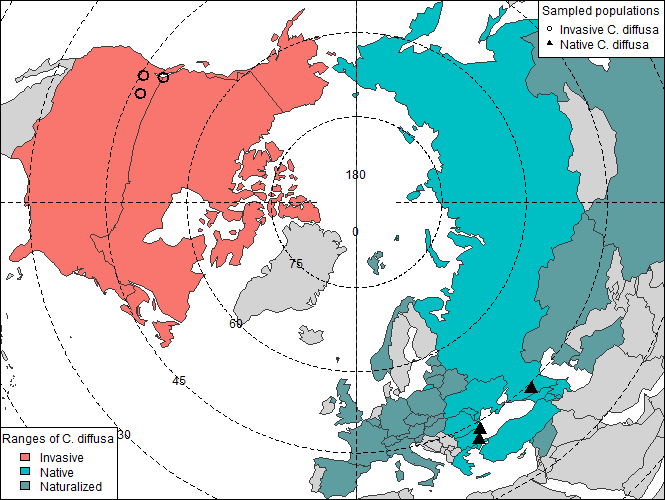 Sampled populations
Invasive C. diffusa
Native C. diffusa
180
0
75
60
45
30
Ranges of C. diffusa
Invasive
Native
Naturalized